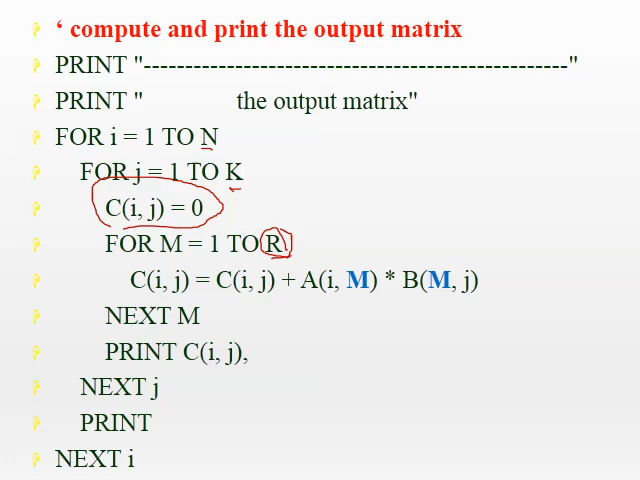 ‘ compute and print the output matrix
PRINT "---------------------------------------------------"
PRINT " the output matrix"
FOR i = 1 TO N
FOR j = 1 TO K
C(i, j) = 0
FOR M = 1 TO R
C(i, j) = C(i, j) + A(i, M) * B(M, j)
NEXT M
PRINT C(i, j),
NEXT j
PRINT
NEXT i